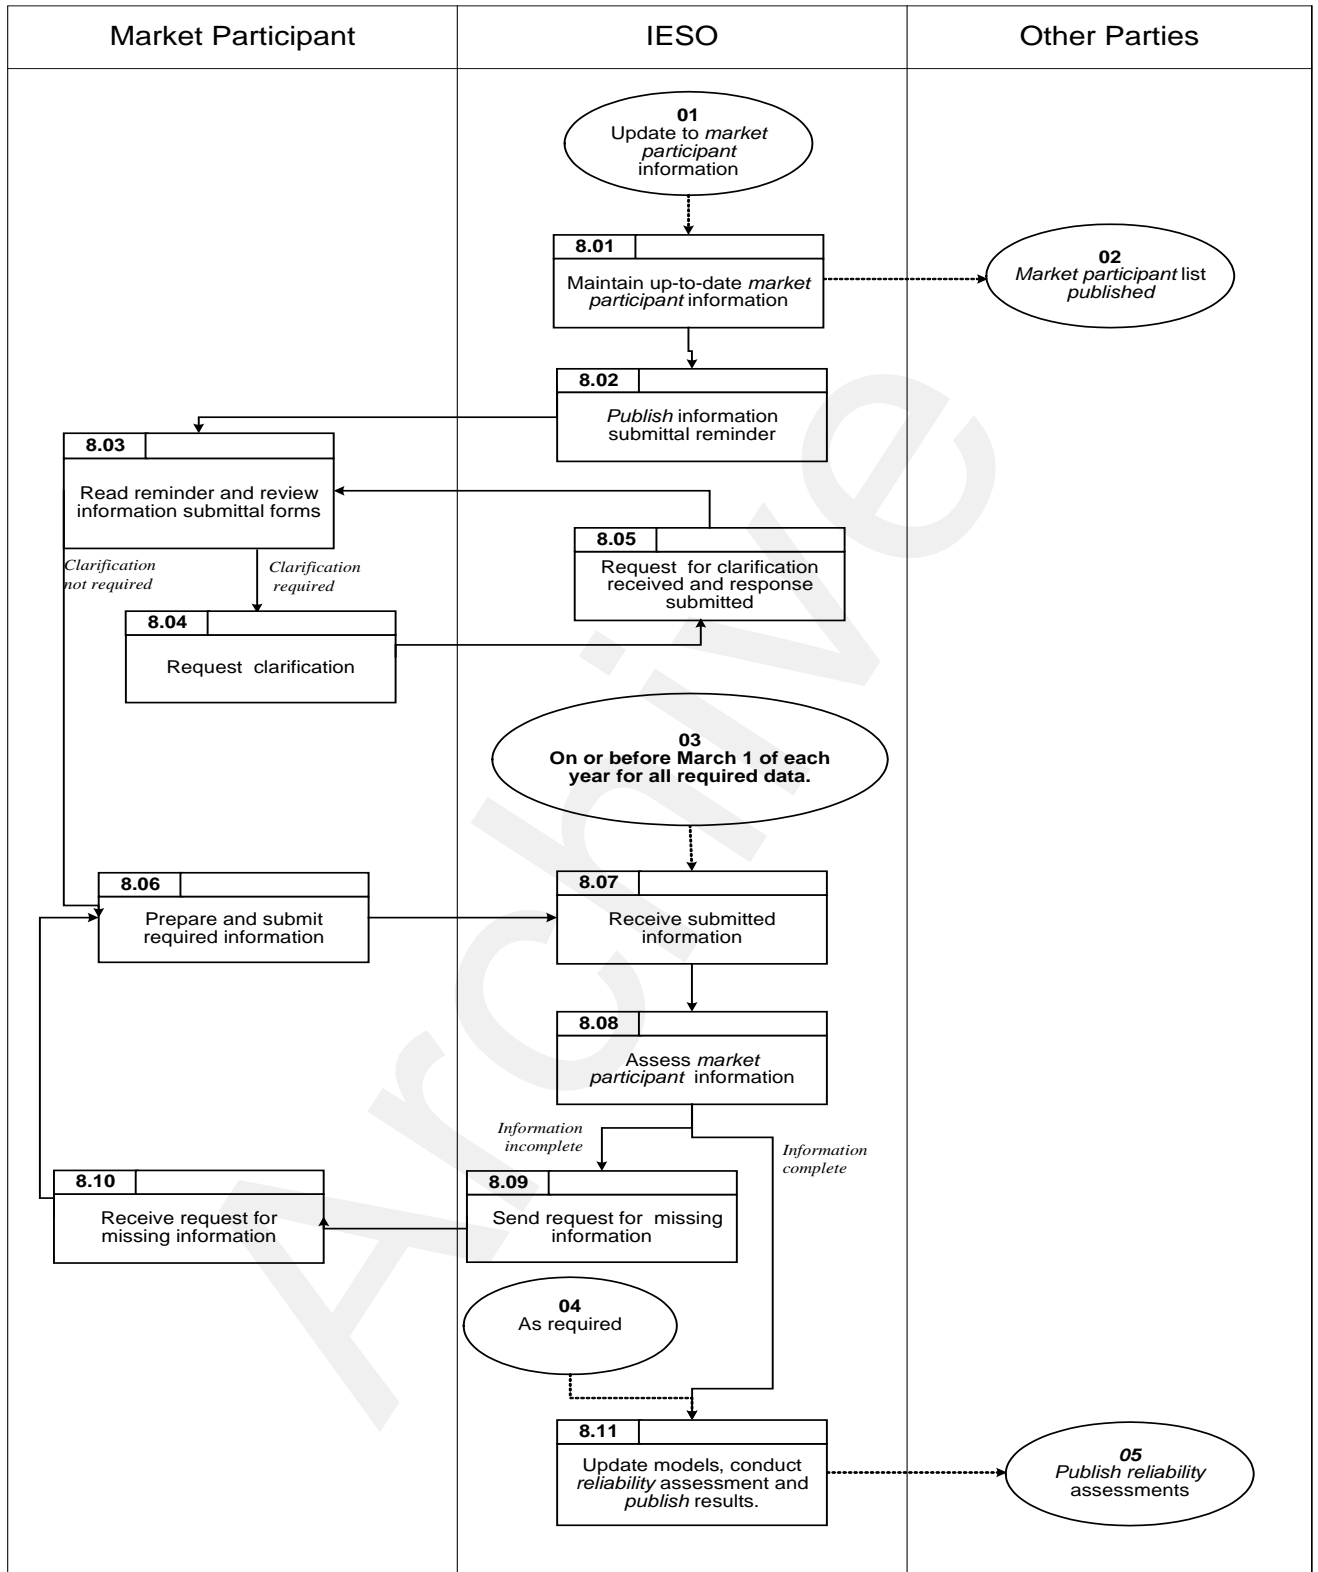 Market Participant
IESO
Other Parties
01
Update to market
participant
information
8.01
Maintain up-to-date market
participant information
02
Market participant list
published
8.02
Publish information
submittal reminder
8.03
Read reminder and review
information submittal forms
8.05
Request for clarification
received and response
submitted
Clarification
not required
Clarification
required
8.04
Request clarification
03
On or before March 1 of each
year for all required data.
8.06
Prepare and submit
required information
8.07
Receive submitted
information
8.08
Assess market
participant information
Information
incomplete
Information
complete
8.10
Receive request for
missing information
8.09
Send request for missing
information
04
As required
8.11
Update models, conduct
reliability assessment and
publish results.
05
Publish reliability
assessments
Archive